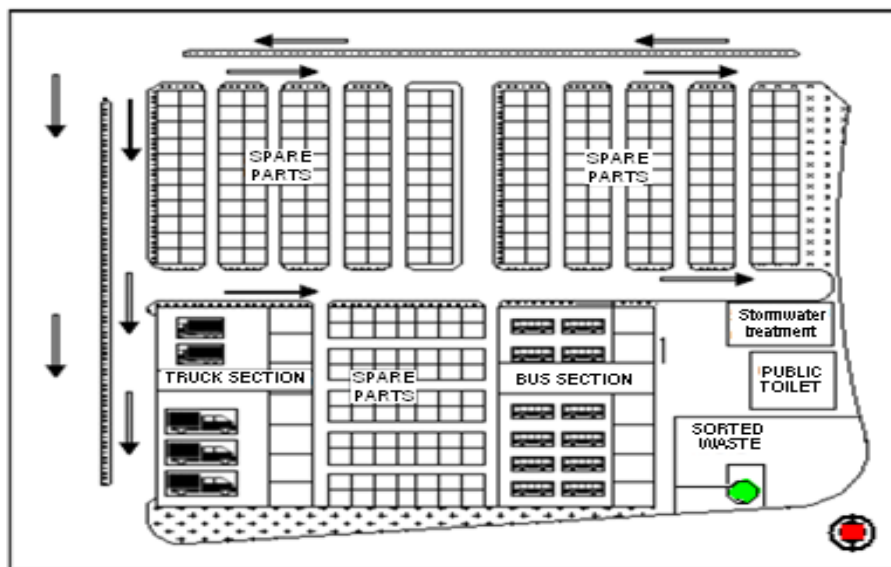 SPARE
PARTS
SPARE
PARTS
Stormwater
treatment
TRUCK SECTION
SPARE
PARTS
BUS SECTION
PUBLIC
TOILET
SORTED
WASTE